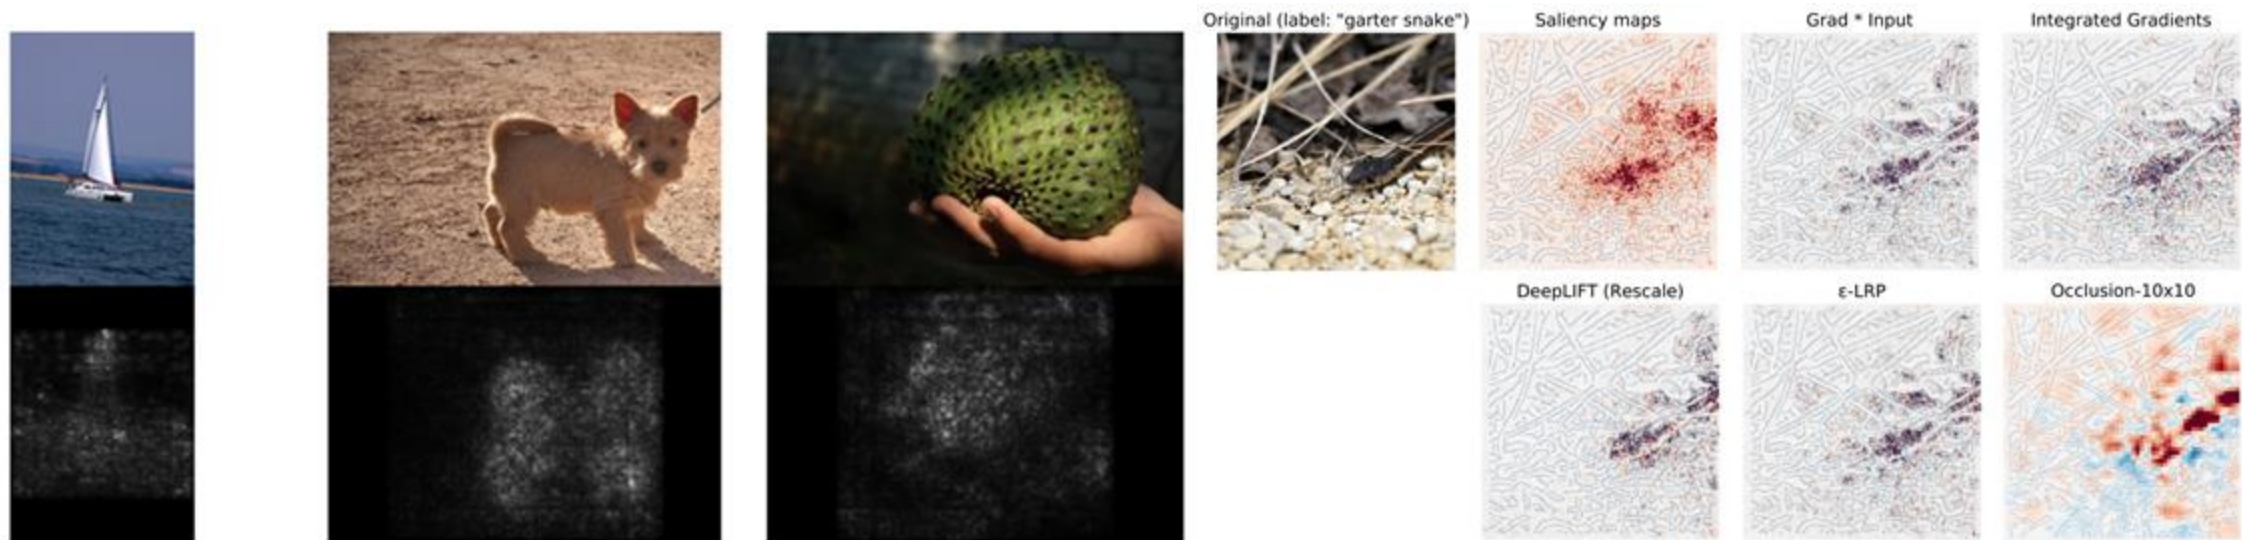 Original (label: "garter snake")
Saliency maps
Grad * Input
Integrated Gradients
DeepLIFT (Rescale)
ε-LRP
Occlusion-10x10